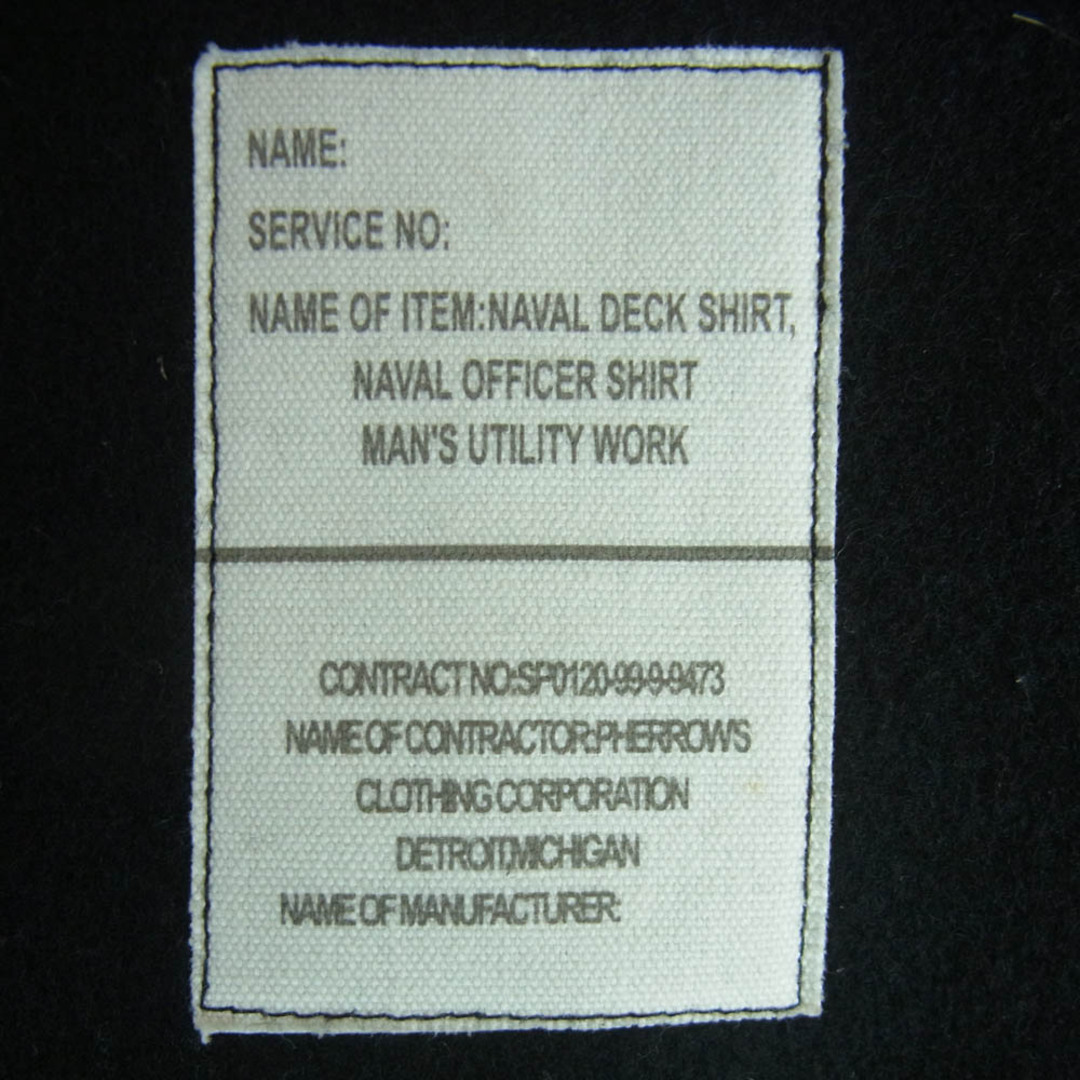 NAME:
SERVICE NO:
NAME OF ITEM:NAVAL DECK SHIRT,
NAVAL OFFICER SHIRT
MAN'S UTILITY WORK
CONTRACT NO:SP0120-99-9-9473
NAME OF CONTRACTOR:PHERROWS
CLOTHING CORPORATION
DETROIT,MICHIGAN
NAME OF MANUFACTURER: